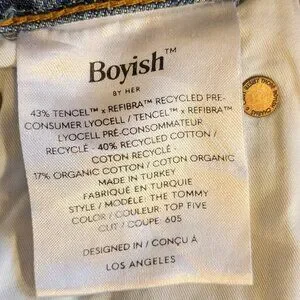 Boyish™
BY HER
43% TENCEL™ x REFIBRA™ RECYCLED PRE-
CONSUMER LYOCELL / TENCEL™ x REFIBRA™
LYOCELL PRÉ-CONSOMMATEUR
RECYCLÉ - 40% RECYCLED COTTON /
COTON RECYCLÉ -
17% ORGANIC COTTON / COTON ORGANIC
MADE IN TURKEY
FABRIQUÉ EN TURQUIE
STYLE / MODÈLE: THE TOMMY
COLOR / COULEUR: TOP FIVE
CUT / COUPE: 605
DESIGNED IN / CONÇU À
LOS ANGELES